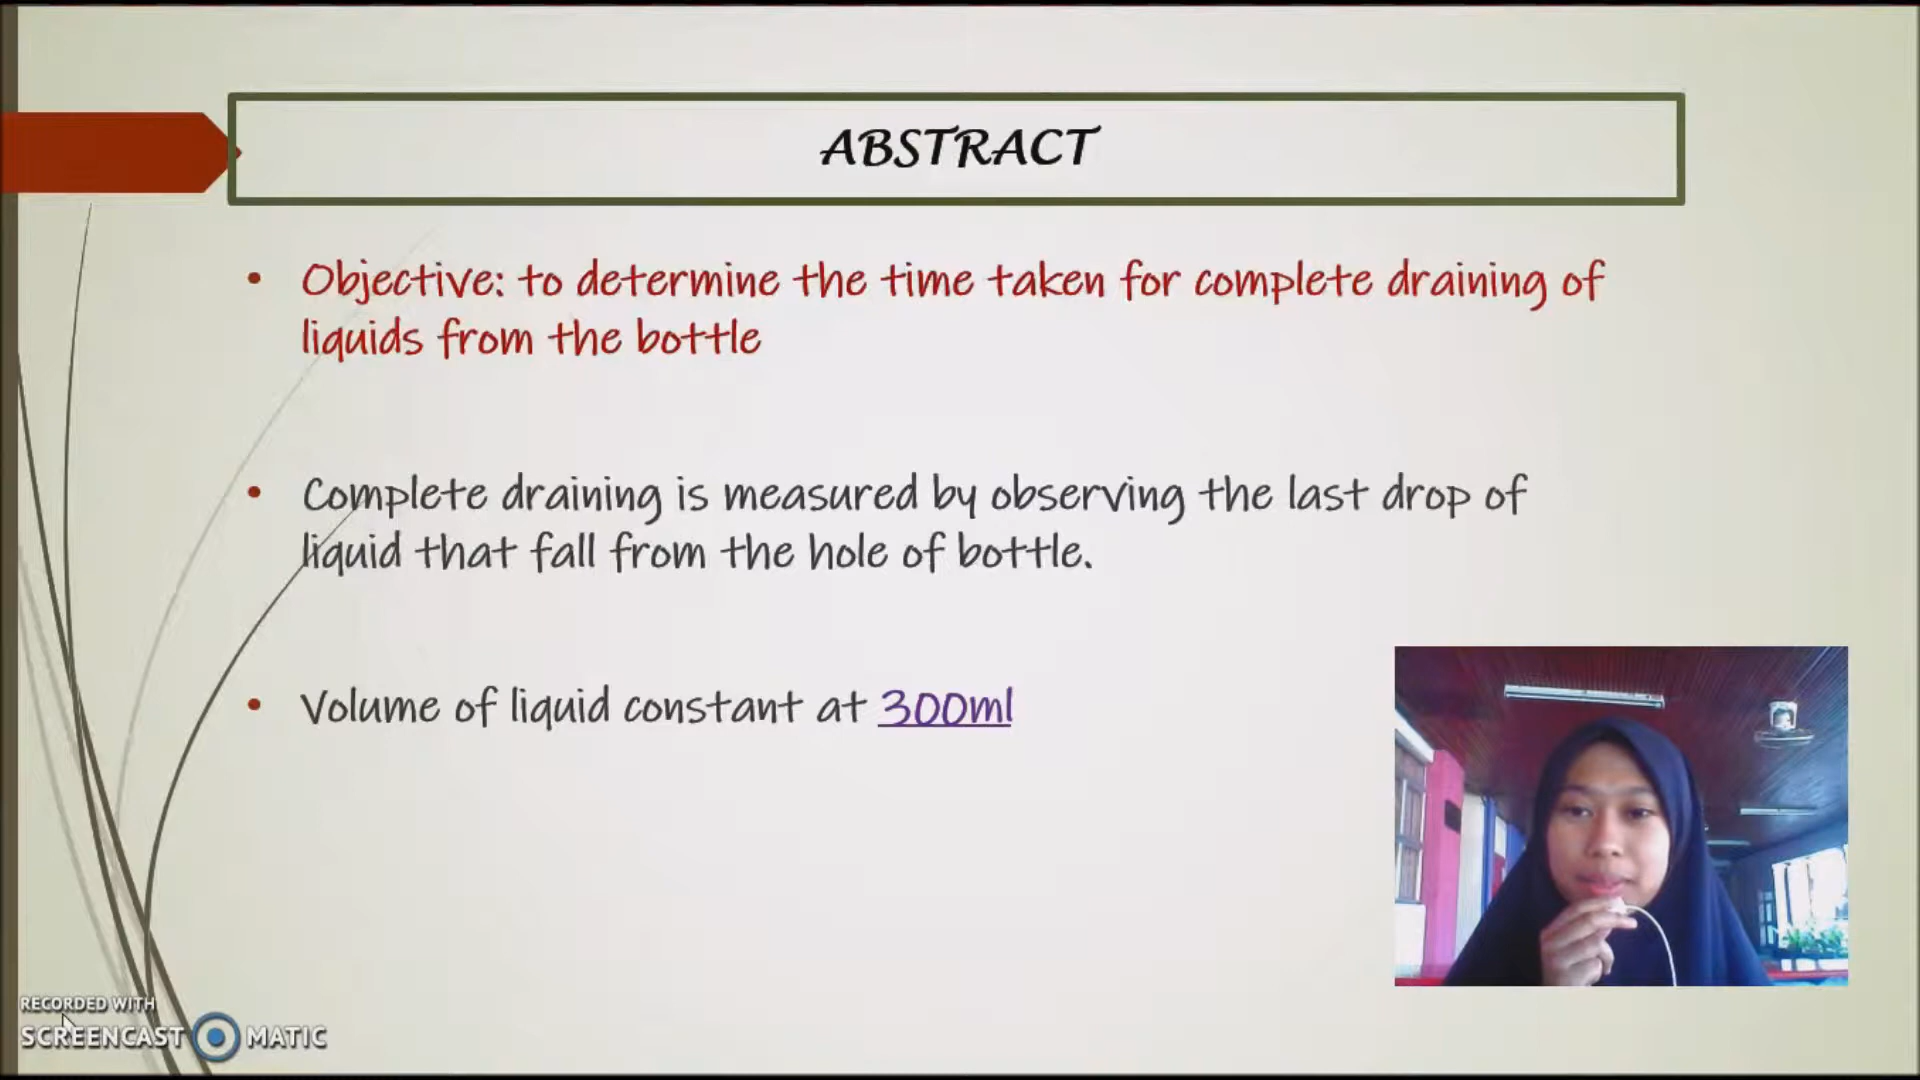 ABSTRACT
• Objective: to determine the time taken for complete draining of
liquids from the bottle
• Complete draining is measured by observing the last drop of
liquid that fall from the hole of bottle.
• Volume of liquid constant at 300ml
RECORDED WITH
SCREENCAST MATIC